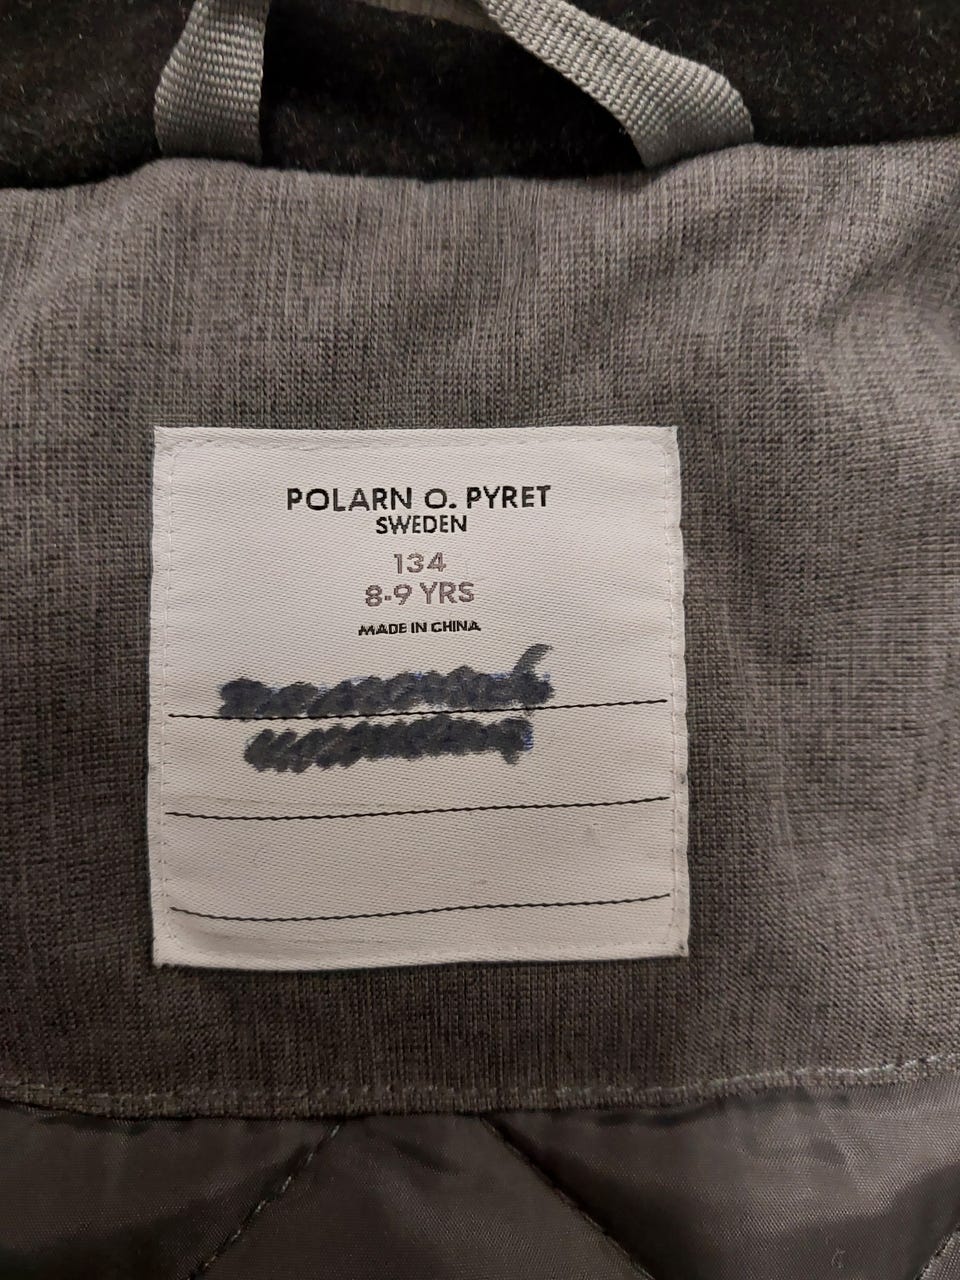 POLARN O. PYRET
SWEDEN
134
8-9 YRS
MADE IN CHINA